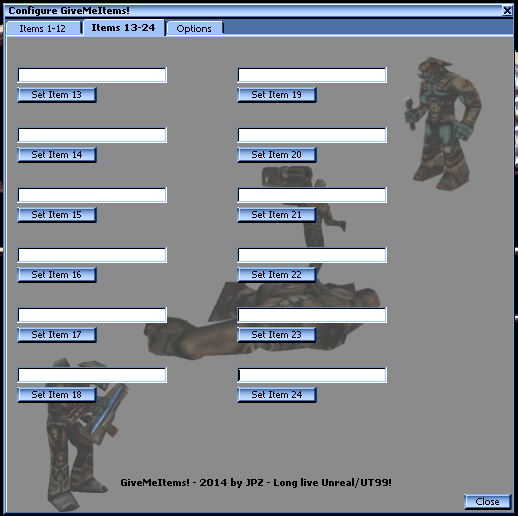 Configure GiveMeItems!
Items 1-12
Items 13-24
Options
Set Item 13
Set Item 19
Set Item 14
Set Item 20
Set Item 15
Set Item 21
Set Item 16
Set Item 22
Set Item 17
Set Item 23
Set Item 18
Set Item 24
GiveMeItems! - 2014 by JPZ - Long live Unreal/UT99!
Close